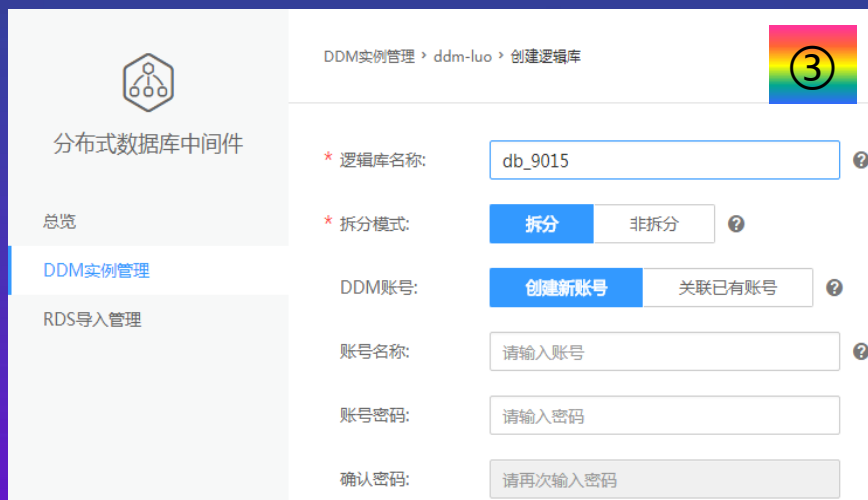 DDM实例管理 > ddm-luo > 创建逻辑库
③
分布式数据库中间件
总览
DDM实例管理
RDS导入管理
* 逻辑库名称: db_9015 ?
* 拆分模式: 拆分 非拆分 ?
DDM账号: 创建新账号 关联已有账号 ?
账号名称: 请输入账号 ?
账号密码: 请输入密码
确认密码: 请再次输入密码